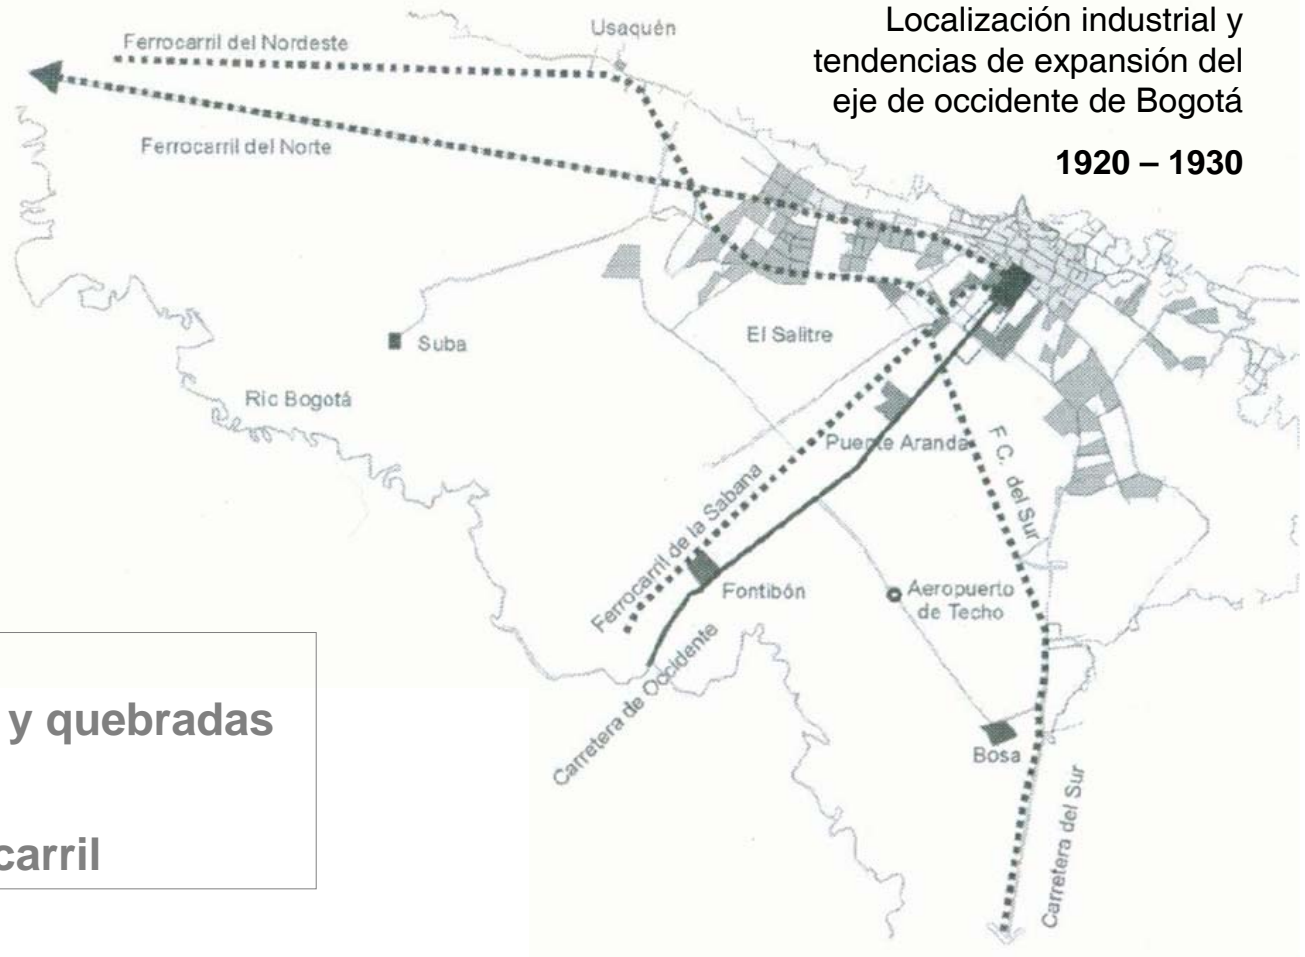 Localización industrial y
tendencias de expansión del
eje de occidente de Bogotá
1920 – 1930
Usaquén
Ferrocarril del Nordeste
Ferrocarril del Norte
El Salitre
Suba
Ric Bogotá
Puente Aranda
F.C. del Sur
Ferrocarril de la Sabana
Fontibón
Aeropuerto
de Techo
Carretera de Occidente
y quebradas
Bosa
Carretera del Sur
carril